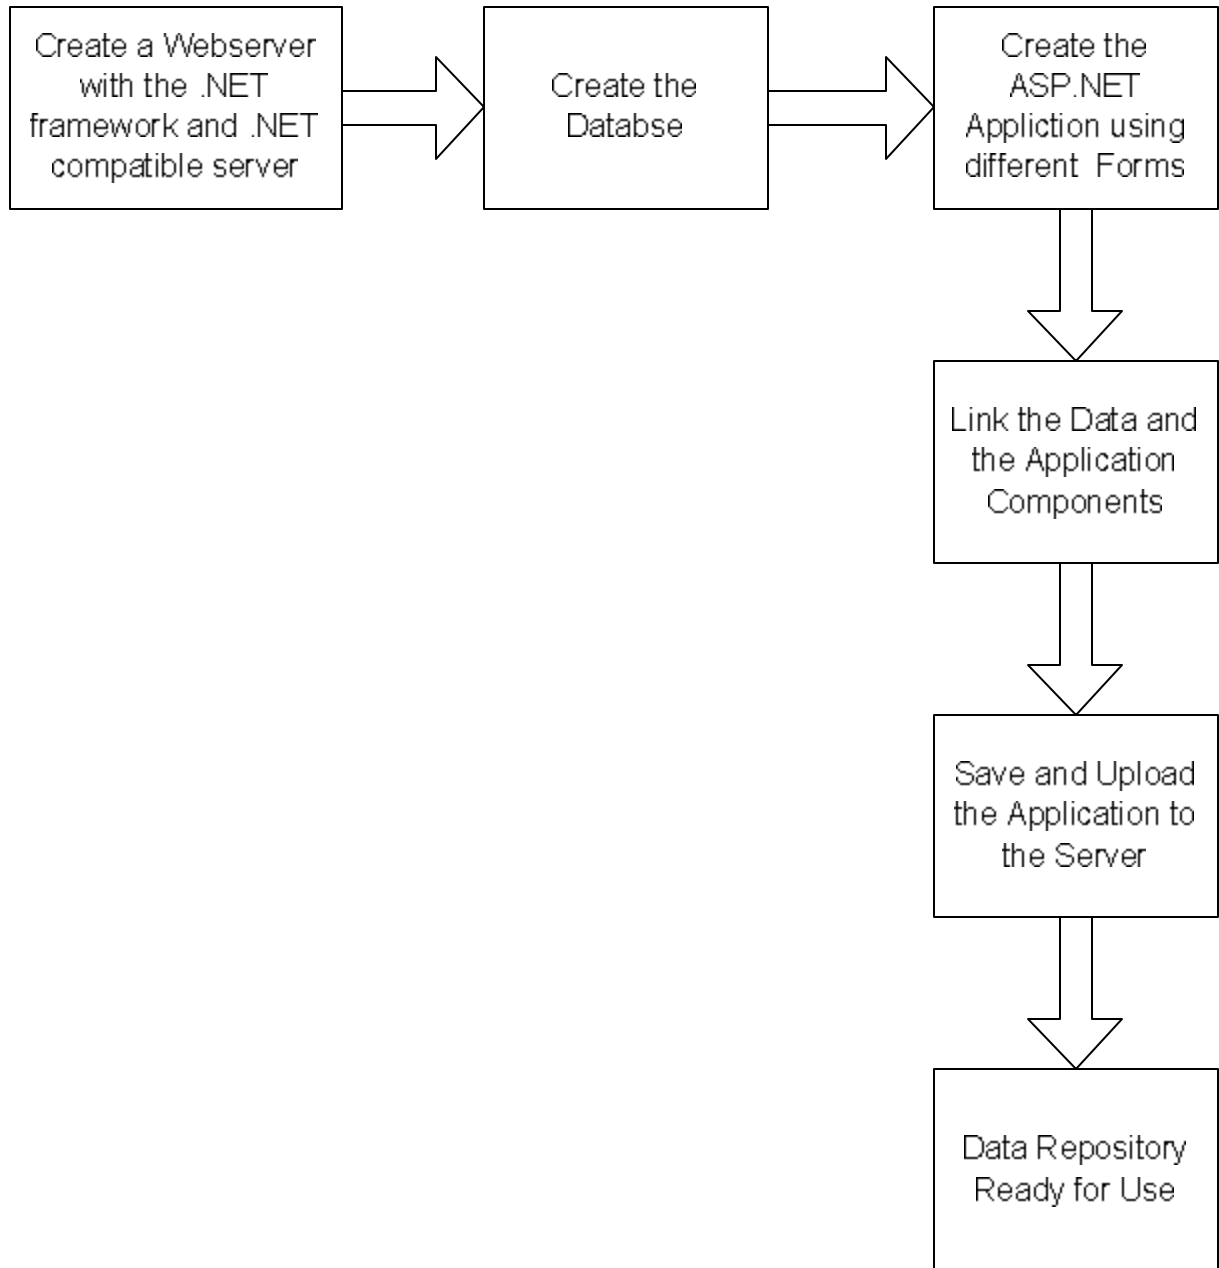 Create a Webserver
with the .NET
framework and .NET
compatible server
Create the
Databse
Create the
ASP.NET
Appliction using
different Forms
Link the Data and
the Application
Components
Save and Upload
the Application to
the Server
Data Repository
Ready for Use